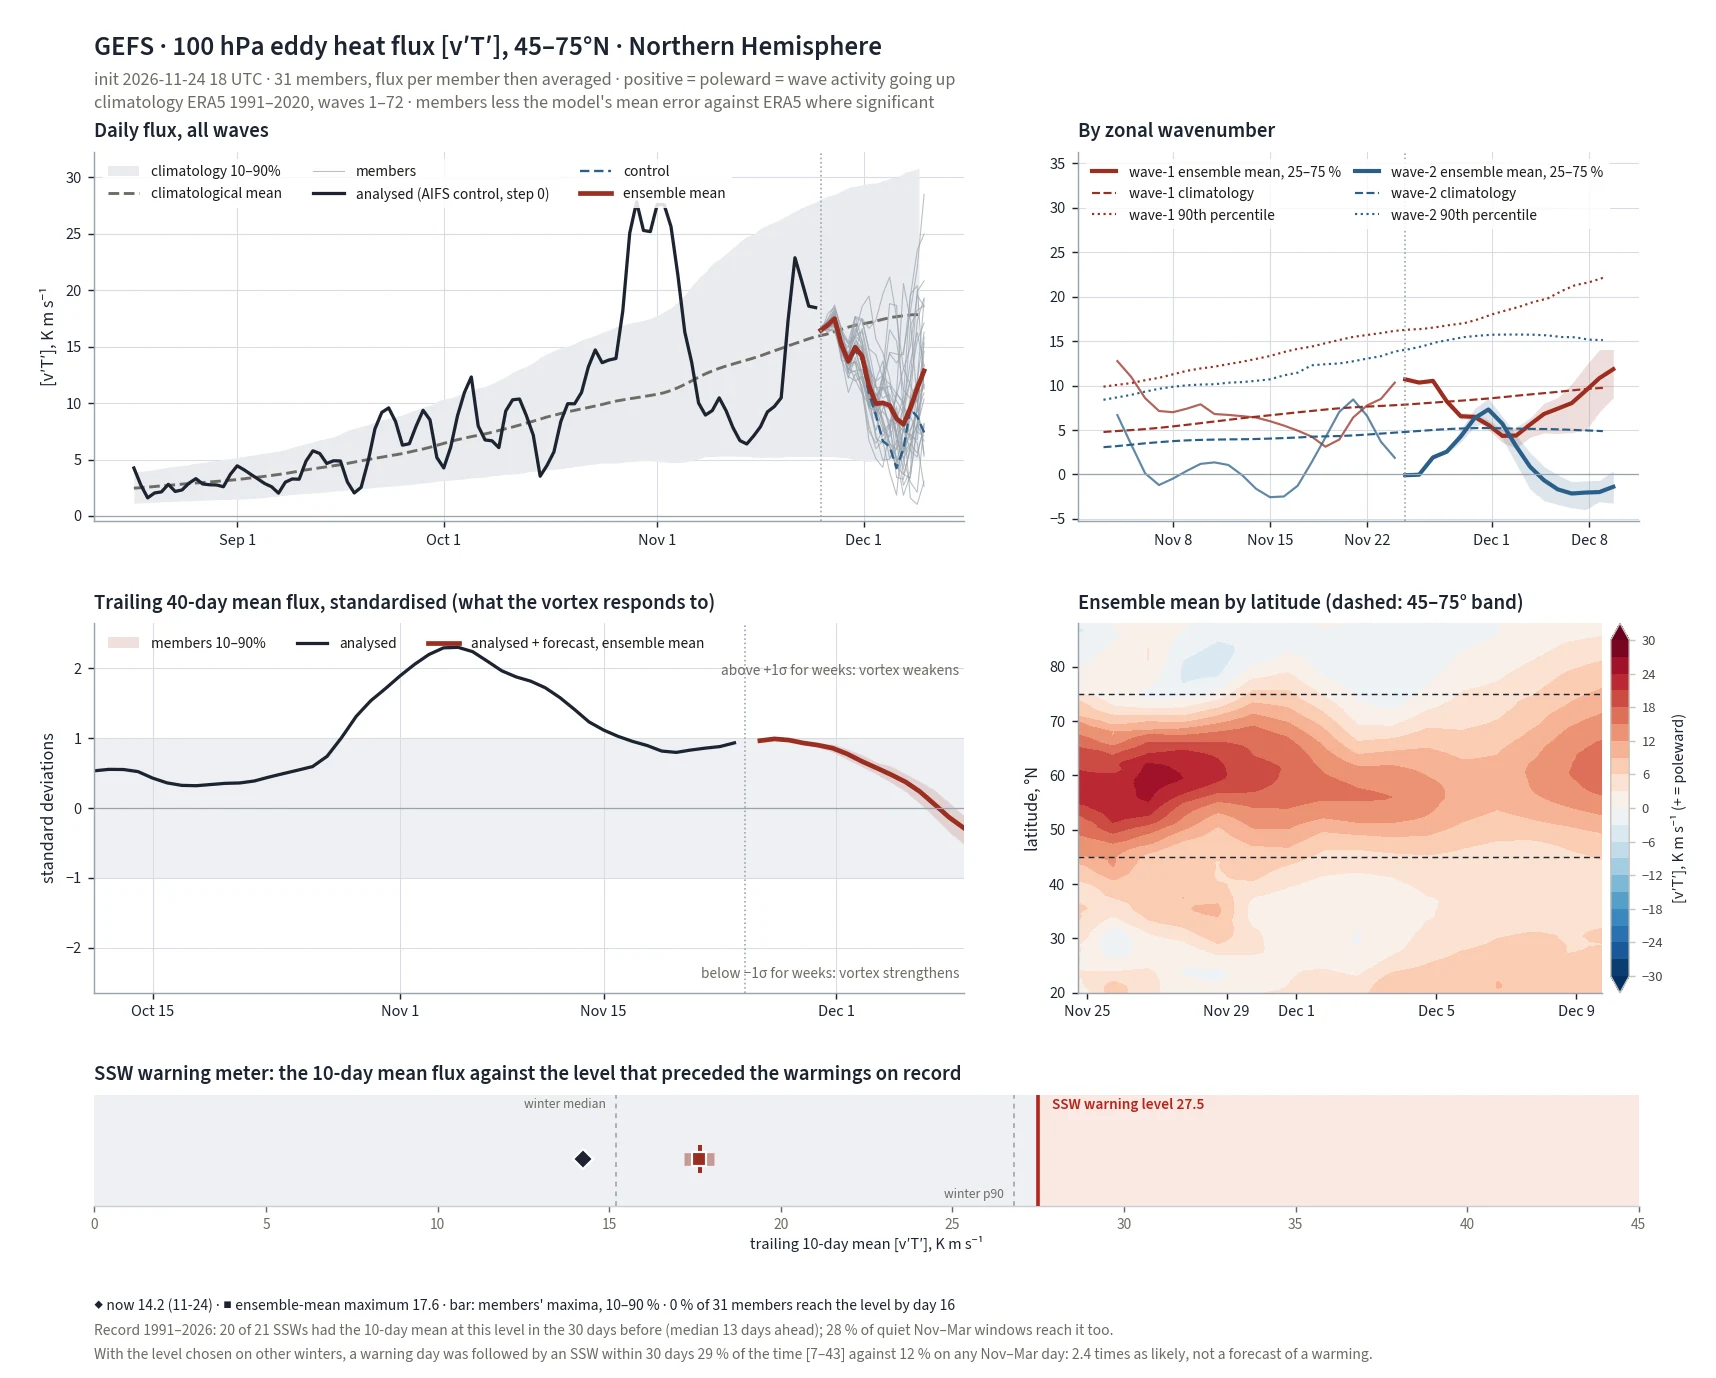 GEFS · 100 hPa eddy heat flux [v′T′], 45–75°N · Northern Hemisphere
init 2026-11-24 18 UTC · 31 members, flux per member then averaged · positive = poleward = wave activity going up
climatology ERA5 1991–2020, waves 1–72 · members less the model's mean error against ERA5 where significant
Daily flux, all waves
climatology 10–90%
members
control
climatological mean
analysed (AIFS control, step 0)
ensemble mean
[v′T′], K m s⁻¹
30
25
20
15
10
5
0
Sep 1
Oct 1
Nov 1
Dec 1
By zonal wavenumber
wave-1 ensemble mean, 25–75 %
wave-2 ensemble mean, 25–75 %
wave-1 climatology
wave-2 climatology
wave-1 90th percentile
wave-2 90th percentile
35
30
25
20
15
10
5
0
−5
Nov 8
Nov 15
Nov 22
Dec 1
Dec 8
Trailing 40-day mean flux, standardised (what the vortex responds to)
members 10–90%
analysed
analysed + forecast, ensemble mean
above +1σ for weeks: vortex weakens
below −1σ for weeks: vortex strengthens
standard deviations
2
1
0
−1
−2
Oct 15
Nov 1
Nov 15
Dec 1
Ensemble mean by latitude (dashed: 45–75° band)
latitude, °N
80
70
60
50
40
30
20
Nov 25
Nov 29
Dec 1
Dec 5
Dec 9
30
24
18
12
6
0
−6
−12
−18
−24
−30
[v′T′], K m s⁻¹ (+ = poleward)
SSW warning meter: the 10-day mean flux against the level that preceded the warmings on record
winter median
SSW warning level 27.5
winter p90
0
5
10
15
20
25
30
35
40
45
trailing 10-day mean [v′T′], K m s⁻¹
◆ now 14.2 (11-24) · ■ ensemble-mean maximum 17.6 · bar: members' maxima, 10–90 % · 0 % of 31 members reach the level by day 16
Record 1991–2026: 20 of 21 SSWs had the 10-day mean at this level in the 30 days before (median 13 days ahead); 28 % of quiet Nov–Mar windows reach it too.
With the level chosen on other winters, a warning day was followed by an SSW within 30 days 29 % of the time [7–43] against 12 % on any Nov–Mar day: 2.4 times as likely, not a forecast of a warming.